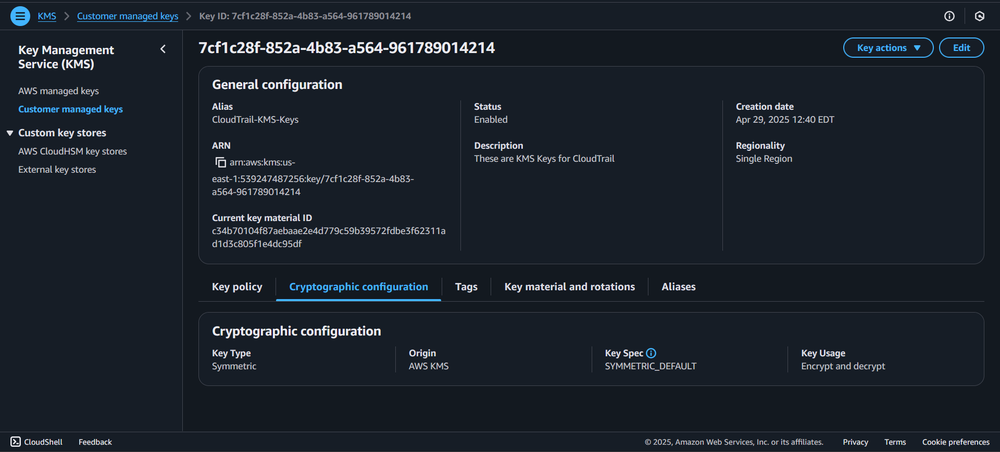 KMS
Customer managed keys
Key ID: 7cf1c28f-852a-4b83-a564-961789014214
Key Management
Service (KMS)
AWS managed keys
Customer managed keys
Custom key stores
AWS CloudHSM key stores
External key stores
7cf1c28f-852a-4b83-a564-961789014214
Key actions
Edit
General configuration
Alias
CloudTrail-KMS-Keys
ARN
arn:aws:kms:us-
east-1:539247487256:key/7cf1c28f-852a-4b83-
a564-961789014214
Current key material ID
c34b70104f87aebaae2e4d779c59b39572fdbe3f62311a
d1d3c805f1e4dc95df
Status
Enabled
Description
These are KMS Keys for CloudTrail
Creation date
Apr 29, 2025 12:40 EDT
Regionality
Single Region
Key policy
Cryptographic configuration
Tags
Key material and rotations
Aliases
Cryptographic configuration
Key Type
Symmetric
Origin
AWS KMS
Key Spec
SYMMETRIC_DEFAULT
Key Usage
Encrypt and decrypt
CloudShell
Feedback
© 2025, Amazon Web Services, Inc. or its affiliates.
Privacy
Terms
Cookie preferences